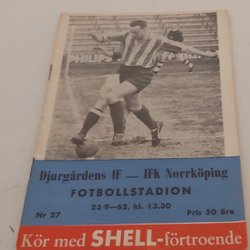 PHILIPS
Djurgårdens IF — IFK Norrköping
FOTBOLLSTADION
23/9–62, kl. 13.30
Nr 27 Pris 50 öre
Kör med SHELL-förtroende